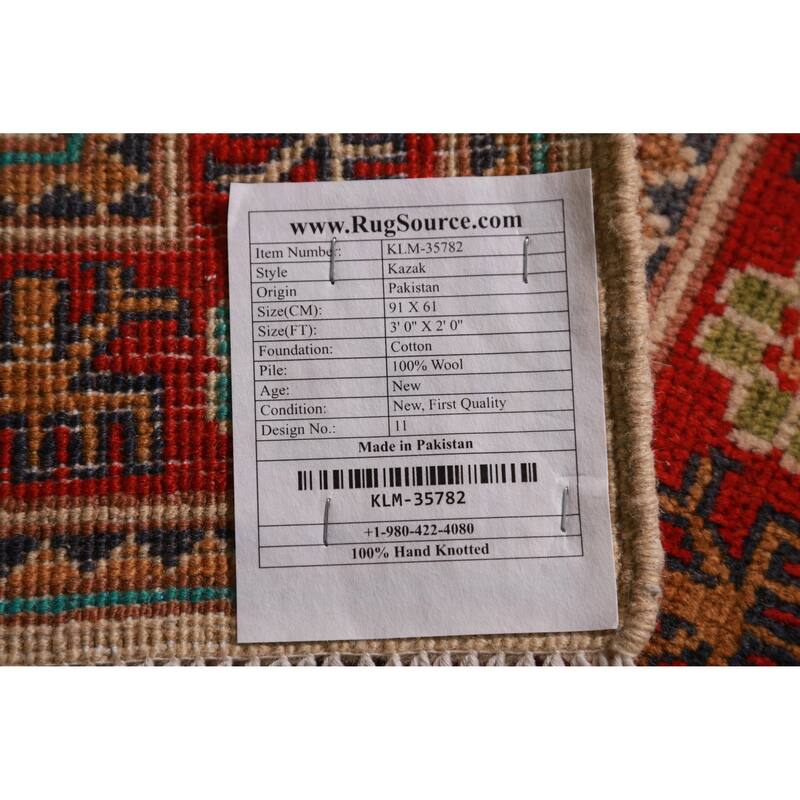 www.RugSource.com
Item Number: KLM-35782
Style Kazak
Origin Pakistan
Size(CM): 91 X 61
Size(FT): 3' 0" X 2' 0"
Foundation: Cotton
Pile: 100% Wool
Age: New
Condition: New, First Quality
Design No.: 11
Made in Pakistan
KLM-35782
+1-980-422-4080
100% Hand Knotted